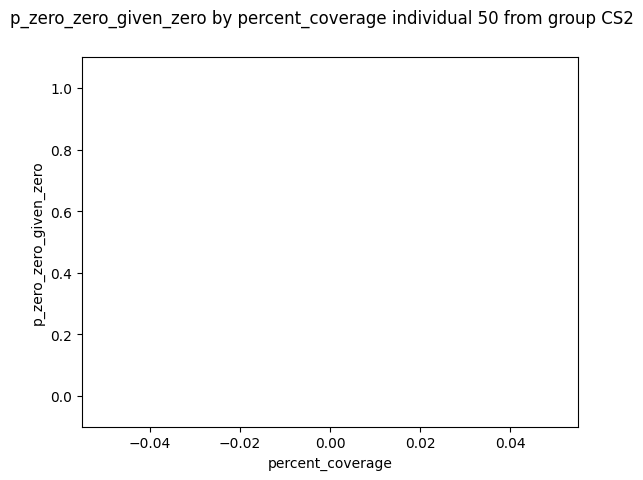 p_zero_zero_given_zero by percent_coverage individual 50 from group CS2
1.0
0.8
0.6
0.4
0.2
0.0
p_zero_zero_given_zero
−0.04 −0.02 0.00 0.02 0.04
percent_coverage